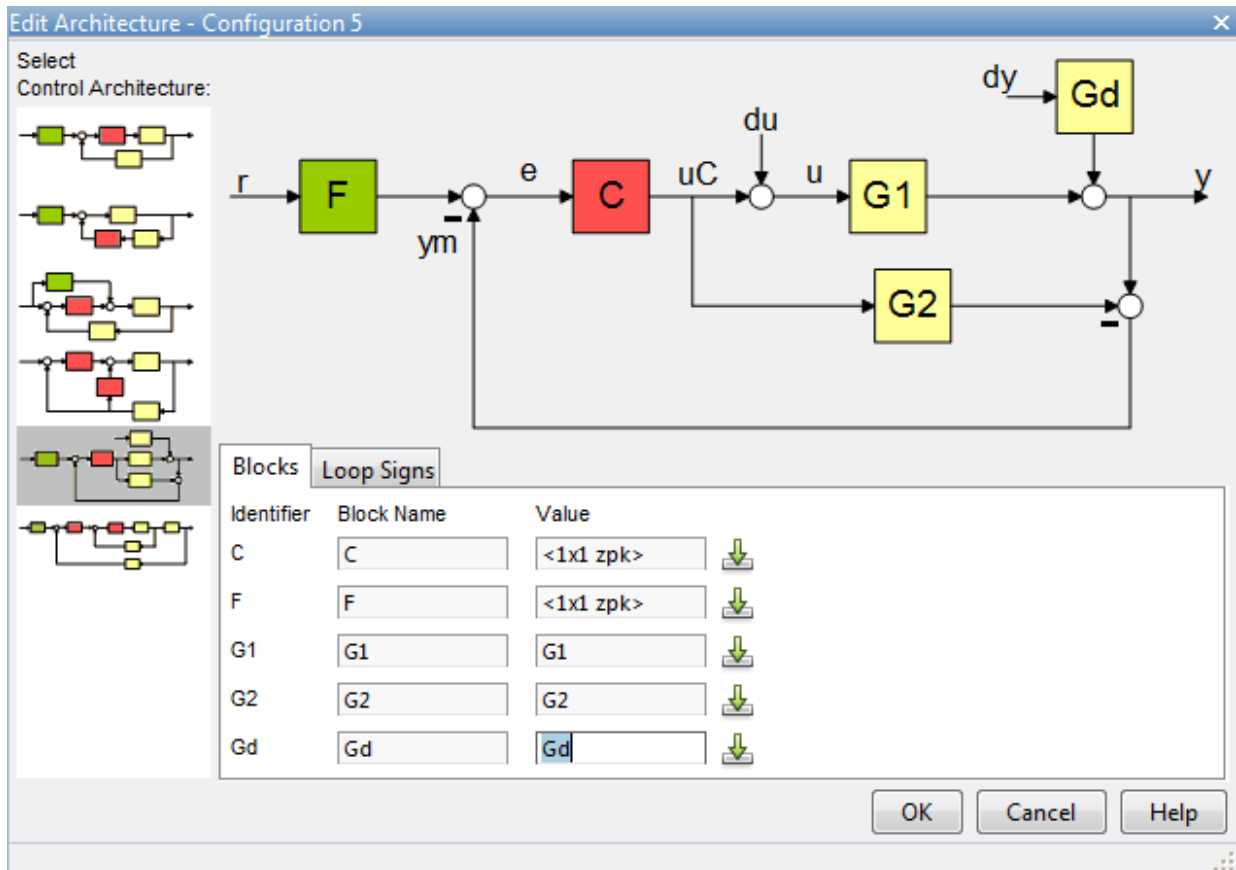 Edit Architecture - Configuration 5
Select
Control Architecture:
dy
Gd
du
r
F
e
C
uC
u
G1
y
ym
G2
Blocks
Loop Signs
Identifier Block Name Value
C C <1x1 zpk>
F F <1x1 zpk>
G1 G1 G1
G2 G2 G2
Gd Gd Gd
OK Cancel Help